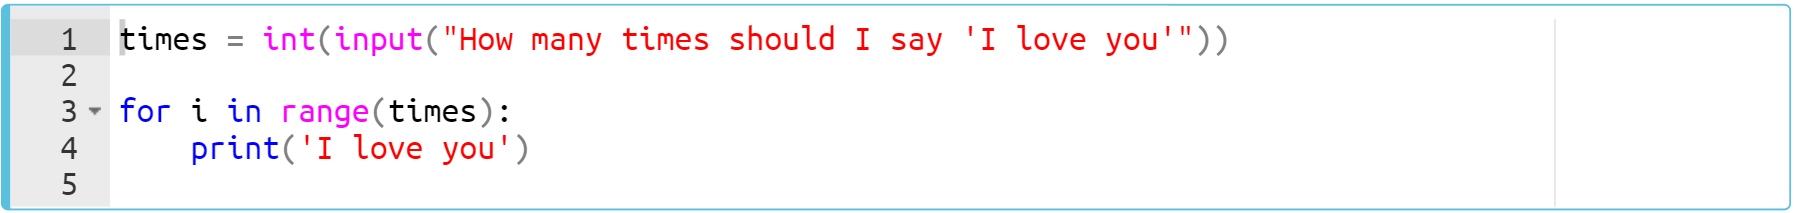 1 times = int(input("How many times should I say 'I love you'"))
2
3 for i in range(times):
4     print('I love you')
5